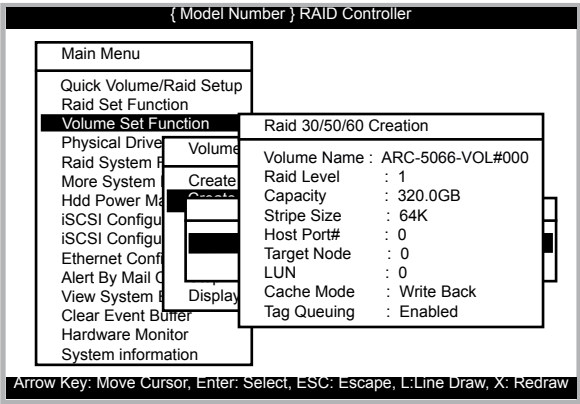 { Model Number } RAID Controller
Main Menu
Quick Volume/Raid Setup
Raid Set Function
Volume Set Function
Physical Drive
Raid System
More System
Hdd Power Ma
iSCSI Configu
iSCSI Configu
Ethernet Confi
Alert By Mail
View System
Clear Event Buffer
Hardware Monitor
System information
Volume
Create
Create
Display
Raid 30/50/60 Creation
Volume Name : ARC-5066-VOL#000
Raid Level : 1
Capacity : 320.0GB
Stripe Size : 64K
Host Port# : 0
Target Node : 0
LUN : 0
Cache Mode : Write Back
Tag Queuing : Enabled
Arrow Key: Move Cursor, Enter: Select, ESC: Escape, L:Line Draw, X: Redraw